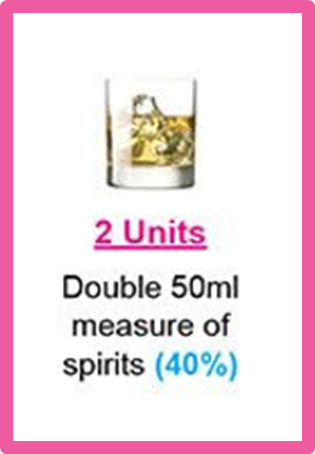 2 Units
Double 50ml
measure of
spirits (40%)